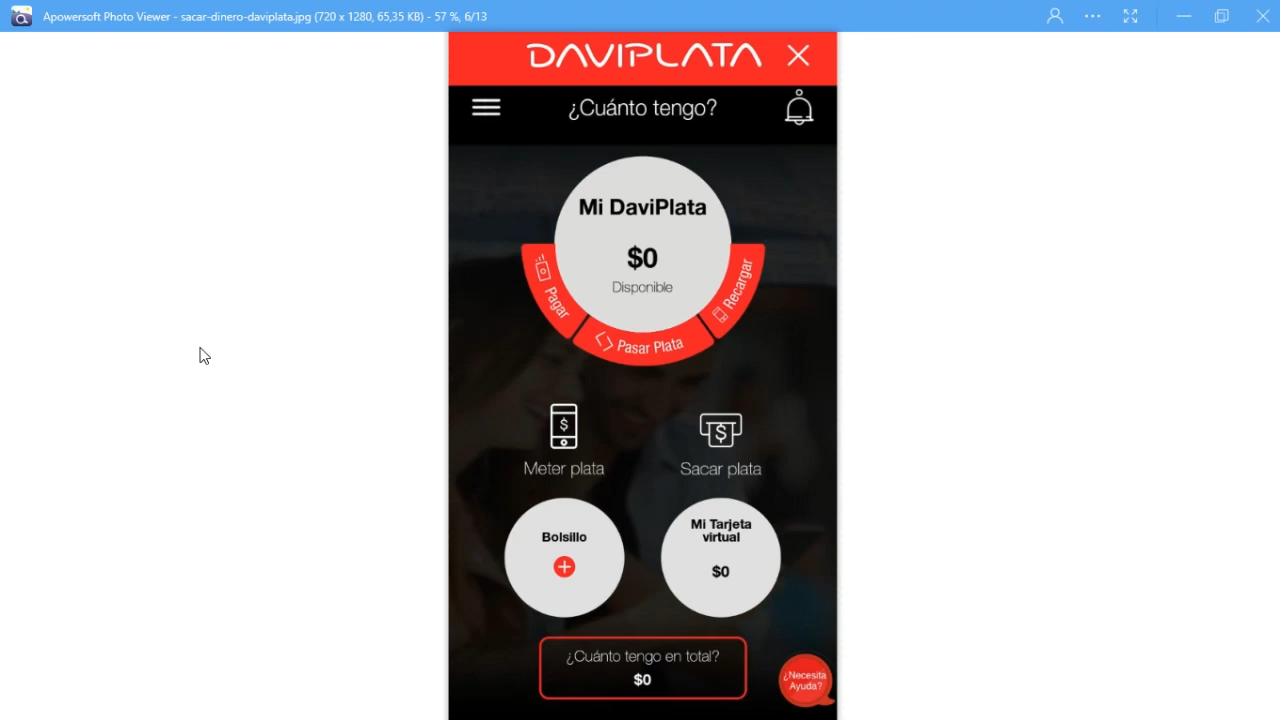 Apowersoft Photo Viewer - sacar-dinero-daviplata.jpg (720 x 1280, 65,35 KB) - 57 %, 6/13
DAVIPLATA
¿Cuánto tengo?
Mi DaviPlata
$0
Disponible
Pagar
Pasar Plata
Recargar
Meter plata
Sacar plata
Bolsillo
Mi Tarjeta
virtual
$0
¿Cuánto tengo en total?
$0
¿Necesita
Ayuda?